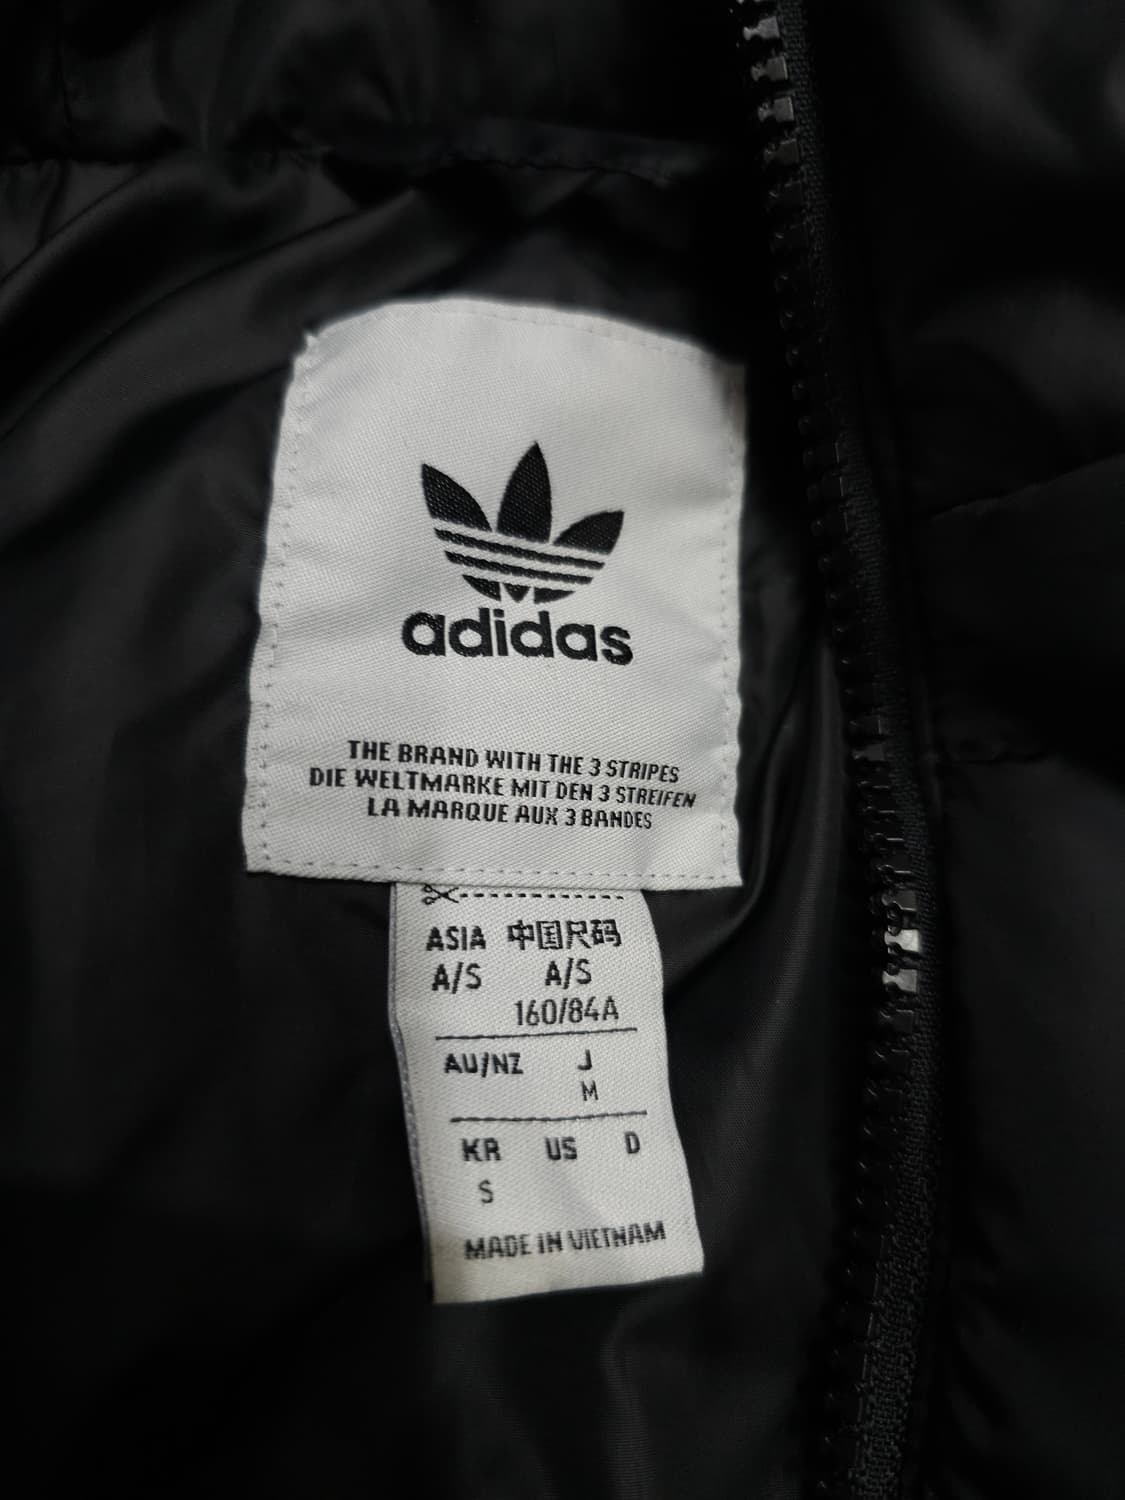 adidas
THE BRAND WITH THE 3 STRIPES
DIE WELTMARKE MIT DEN 3 STREIFEN
LA MARQUE AUX 3 BANDES
ASIA 中国尺码
A/S A/S
160/84A
AU/NZ J
M
KR US D
S
MADE IN VIETNAM